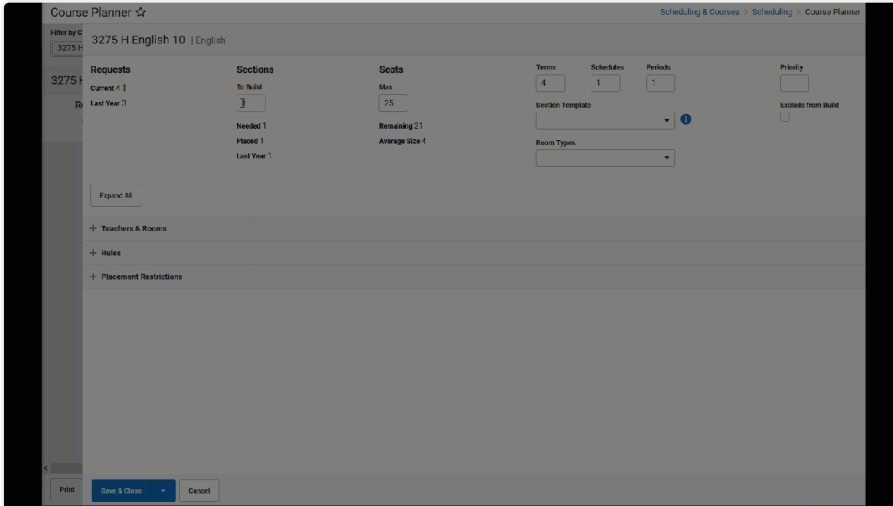 Course Planner
Scheduling & Courses > Scheduling > Course Planner
Filter by C
3275 H
3275 H English 10 | English
3275 H
Requests
Current 4
Last Year 3
Sections
To Build
Needed 1
Placed 1
Last Year 1
Seats
Max
25
Remaining 21
Average Size 4
Terms
4
Schedules
1
Periods
1
Priority
Section Template
Exclude from Build
Room Types
Expand All
+ Teachers & Rooms
+ Rules
+ Placement Restrictions
Print
Save & Close
Cancel